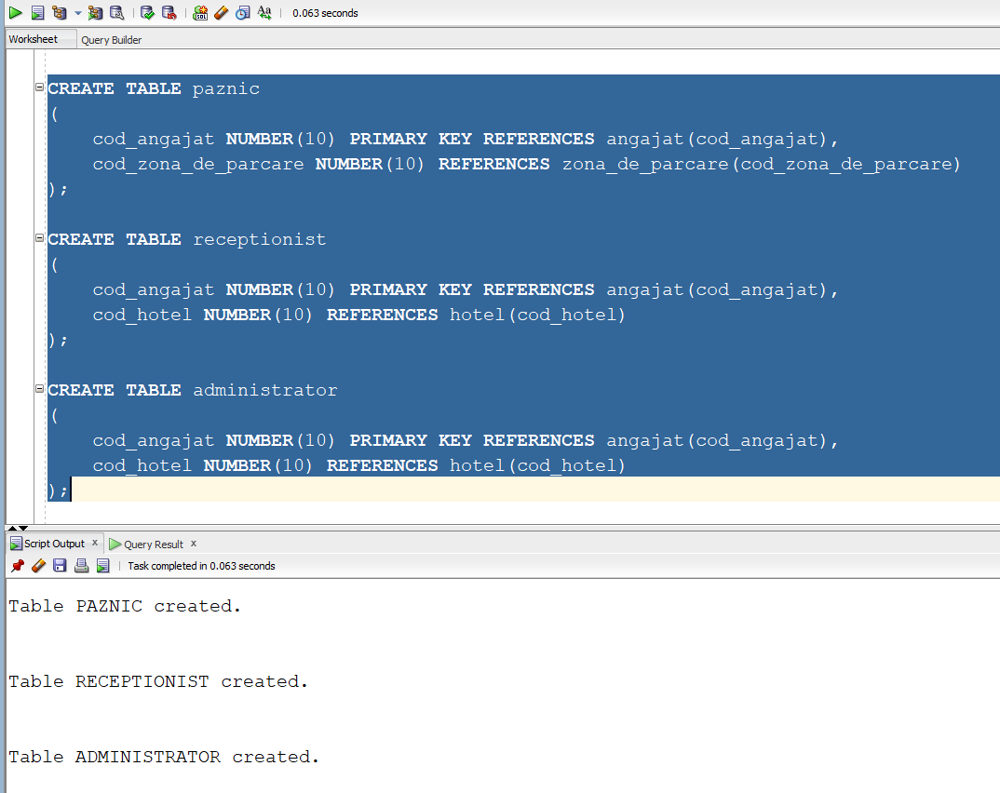 0.063 seconds
Worksheet Query Builder
CREATE TABLE paznic
(
    cod_angajat NUMBER(10) PRIMARY KEY REFERENCES angajat(cod_angajat),
    cod_zona_de_parcare NUMBER(10) REFERENCES zona_de_parcare(cod_zona_de_parcare)
);
CREATE TABLE receptionist
(
    cod_angajat NUMBER(10) PRIMARY KEY REFERENCES angajat(cod_angajat),
    cod_hotel NUMBER(10) REFERENCES hotel(cod_hotel)
);
CREATE TABLE administrator
(
    cod_angajat NUMBER(10) PRIMARY KEY REFERENCES angajat(cod_angajat),
    cod_hotel NUMBER(10) REFERENCES hotel(cod_hotel)
);
Script Output x Query Result x
Task completed in 0.063 seconds
Table PAZNIC created.
Table RECEPTIONIST created.
Table ADMINISTRATOR created.